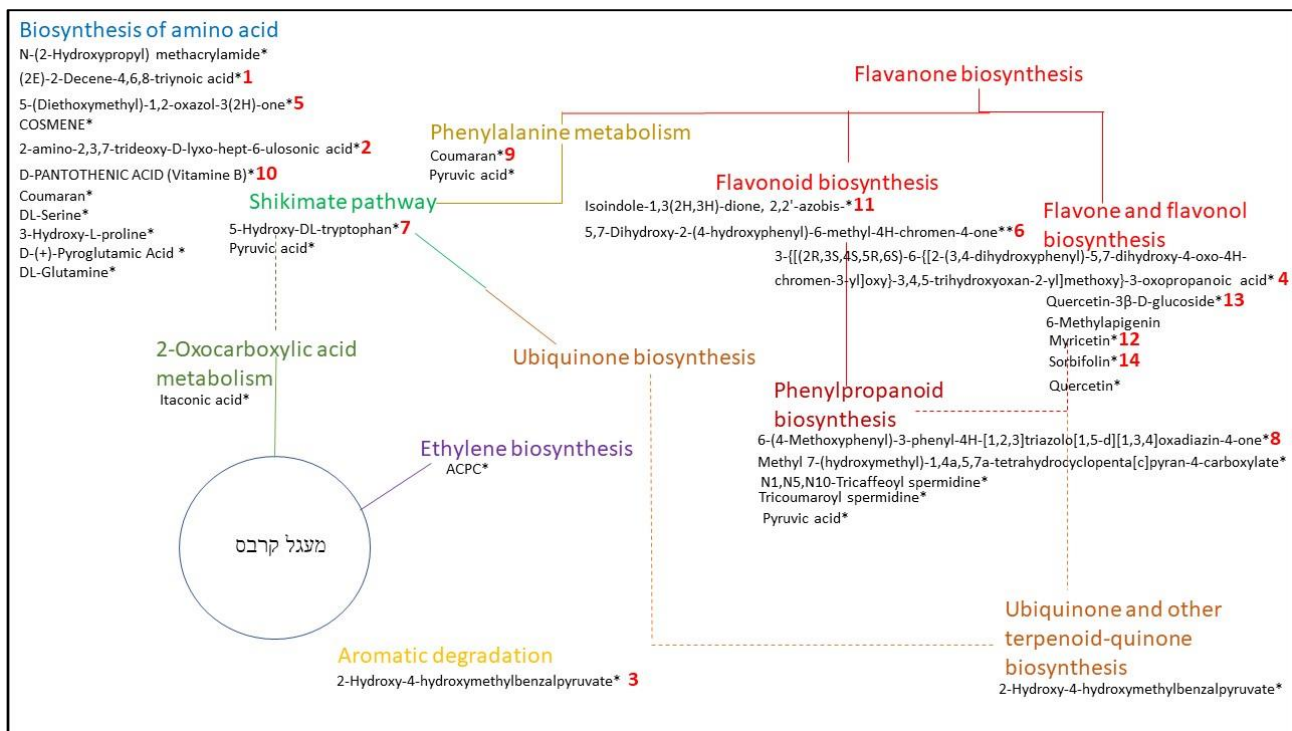 Biosynthesis of amino acid
N-(2-Hydroxypropyl) methacrylamide*
(2E)-2-Decene-4,6,8-triynoic acid*1
5-(Diethoxymethyl)-1,2-oxazol-3(2H)-one*5
COSMENE*
2-amino-2,3,7-trideoxy-D-lyxo-hept-6-ulosonic acid*2
D-PANTOTHENIC ACID (Vitamine B)*10
Coumaran*
DL-Serine*
3-Hydroxy-L-proline*
D-(+)-Pyroglutamic Acid *
DL-Glutamine*
Phenylalanine metabolism
Coumaran*9
Pyruvic acid*
Shikimate pathway
5-Hydroxy-DL-tryptophan*7
Pyruvic acid*
Flavanone biosynthesis
Flavonoid biosynthesis
Isoindole-1,3(2H,3H)-dione, 2,2'-azobis-*11
5,7-Dihydroxy-2-(4-hydroxyphenyl)-6-methyl-4H-chromen-4-one**6
Flavone and flavonol
biosynthesis
3-{[(2R,3S,4S,5R,6S)-6-{[2-(3,4-dihydroxyphenyl)-5,7-dihydroxy-4-oxo-4H-
chromen-3-yl]oxy}-3,4,5-trihydroxyoxan-2-yl]methoxy}-3-oxopropanoic acid* 4
Quercetin-3β-D-glucoside*13
6-Methylapigenin
Myricetin*12
Sorbifolin*14
Quercetin*
2-Oxocarboxylic acid
metabolism
Itaconic acid*
Ubiquinone biosynthesis
Phenylpropanoid
biosynthesis
6-(4-Methoxyphenyl)-3-phenyl-4H-[1,2,3]triazolo[1,5-d][1,3,4]oxadiazin-4-one*8
Methyl 7-(hydroxymethyl)-1,4a,5,7a-tetrahydrocyclopenta[c]pyran-4-carboxylate*
N1,N5,N10-Tricaffeoyl spermidine*
Tricoumaroyl spermidine*
Pyruvic acid*
Ethylene biosynthesis
ACPC*
מעגל קרבס
Aromatic degradation
2-Hydroxy-4-hydroxymethylbenzalpyruvate* 3
Ubiquinone and other
terpenoid-quinone
biosynthesis
2-Hydroxy-4-hydroxymethylbenzalpyruvate*